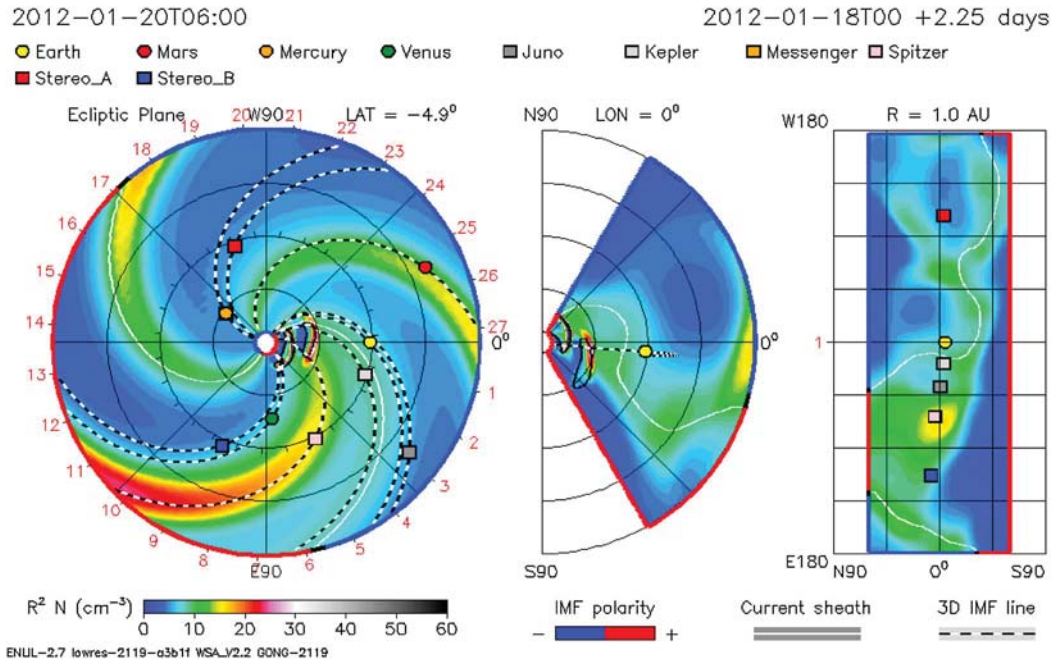 2012-01-20T06:00 2012-01-18T00 +2.25 days
Earth Mars Mercury Venus Juno Kepler Messenger Spitzer
Stereo_A Stereo_B
Ecliptic Plane W90 LAT = -4.9°
N90 LON = 0°
W180 R = 1.0 AU
20 21
19 22
18 23
17 24
16 25
15 26
14 27
0°
13 1
12 2
11 3
10 4
9 5
8 7 6
E90
0°
S90
1
E180
N90 0° S90
R² N (cm⁻³)
0 10 20 30 40 50 60
IMF polarity
- +
Current sheath
3D IMF line
ENLIL-2.7 lowres-2119-a3b1f WSA_V2.2 GONG-2119